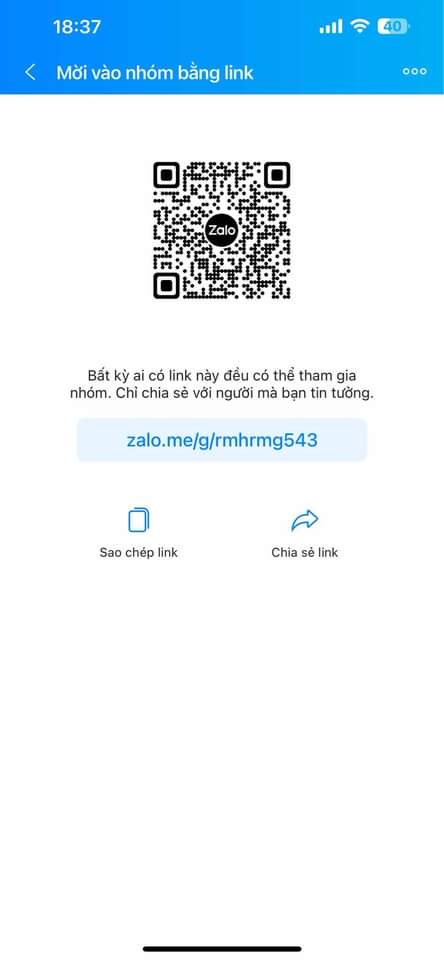 18:37
40
Mời vào nhóm bằng link
Zalo
Bất kỳ ai có link này đều có thể tham gia
nhóm. Chỉ chia sẻ với người mà bạn tin tưởng.
zalo.me/g/rmhrmg543
Sao chép link
Chia sẻ link